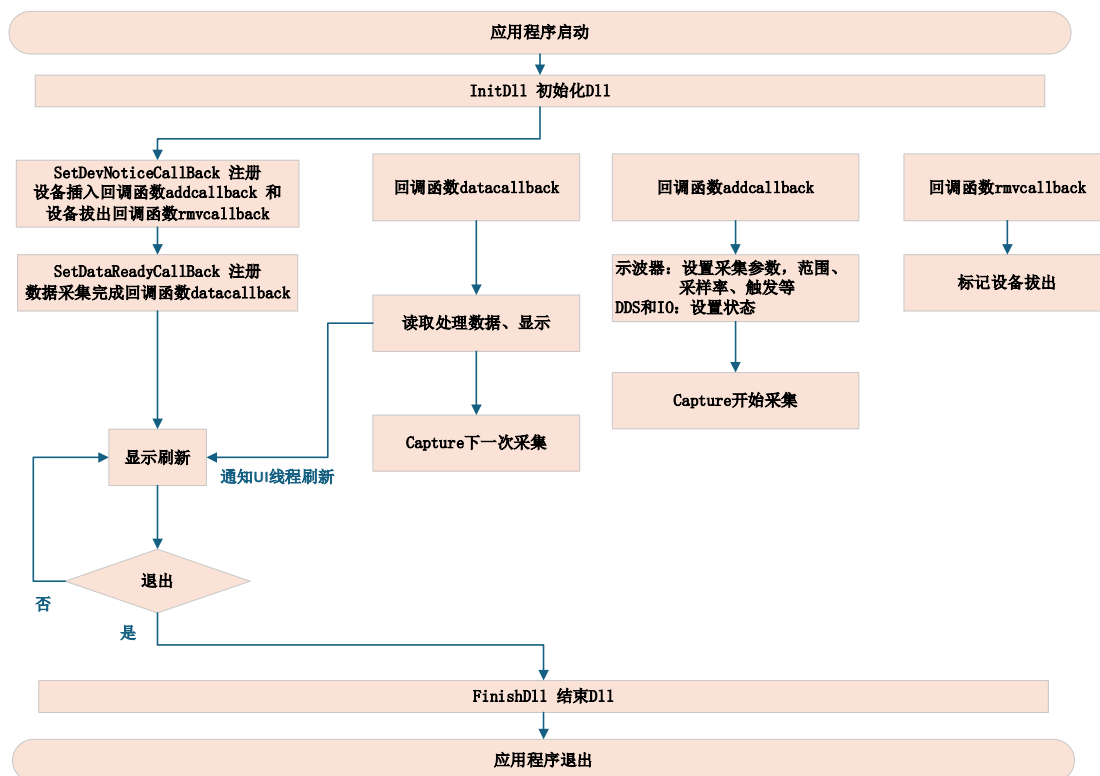 应用程序启动
InitDll 初始化Dll
SetDevNoticeCallBack 注册
设备插入回调函数addcallback 和
设备拔出回调函数rmvcallback
SetDataReadyCallBack 注册
数据采集完成回调函数datacallback
显示刷新
退出
否
是
回调函数datacallback
读取处理数据、显示
通知UI线程刷新
Capture下一次采集
回调函数addcallback
示波器：设置采集参数，范围、
采样率、触发等
DDS和IO：设置状态
Capture开始采集
回调函数rmvcallback
标记设备拔出
FinishDll 结束Dll
应用程序退出